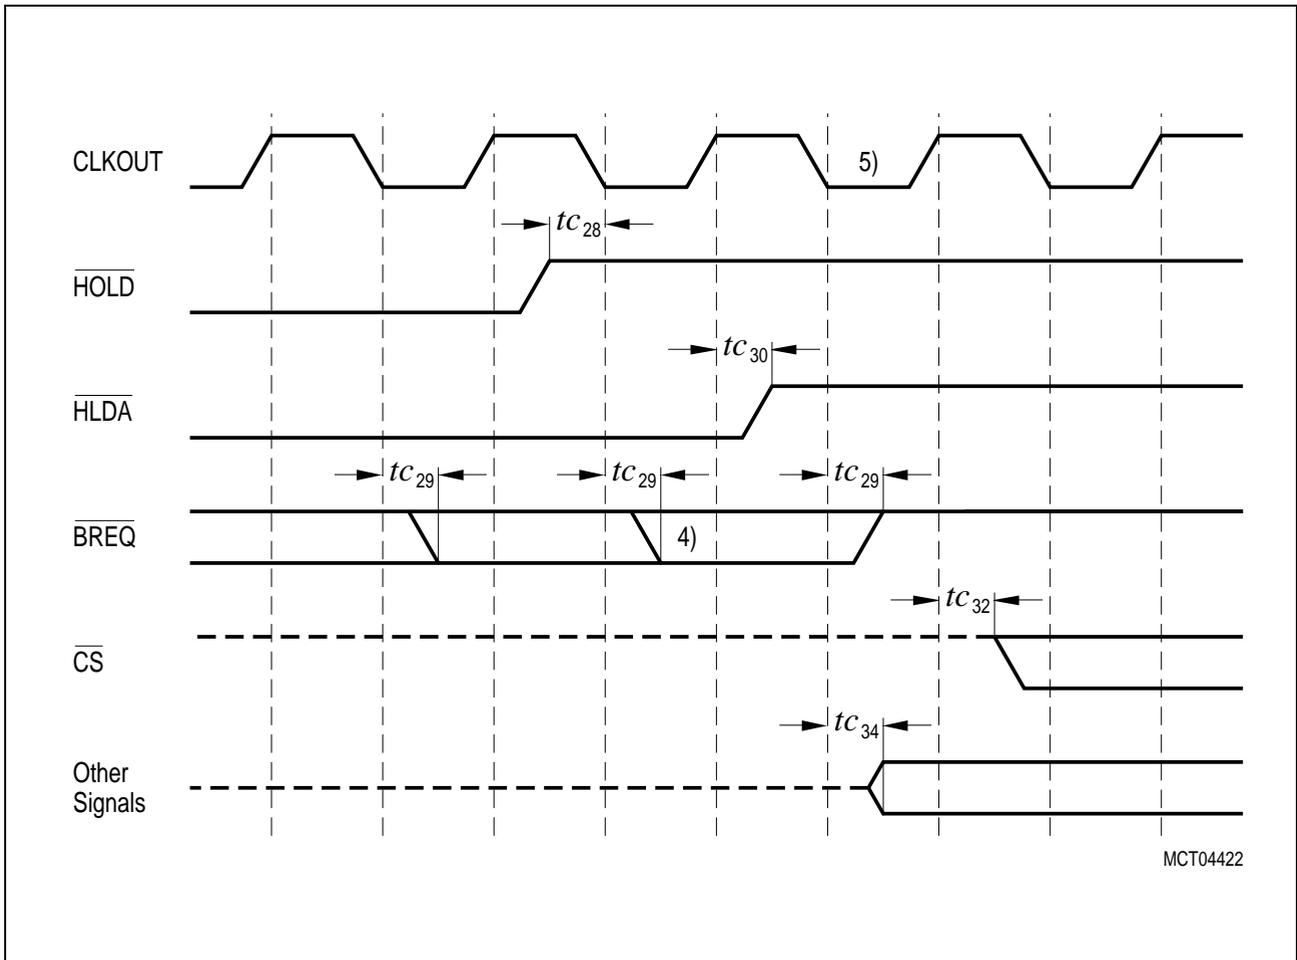 CLKOUT
5)
tc28
HOLD
tc30
HLDA
tc29 tc29 tc29
BREQ
4)
tc32
CS
tc34
Other
Signals
MCT04422